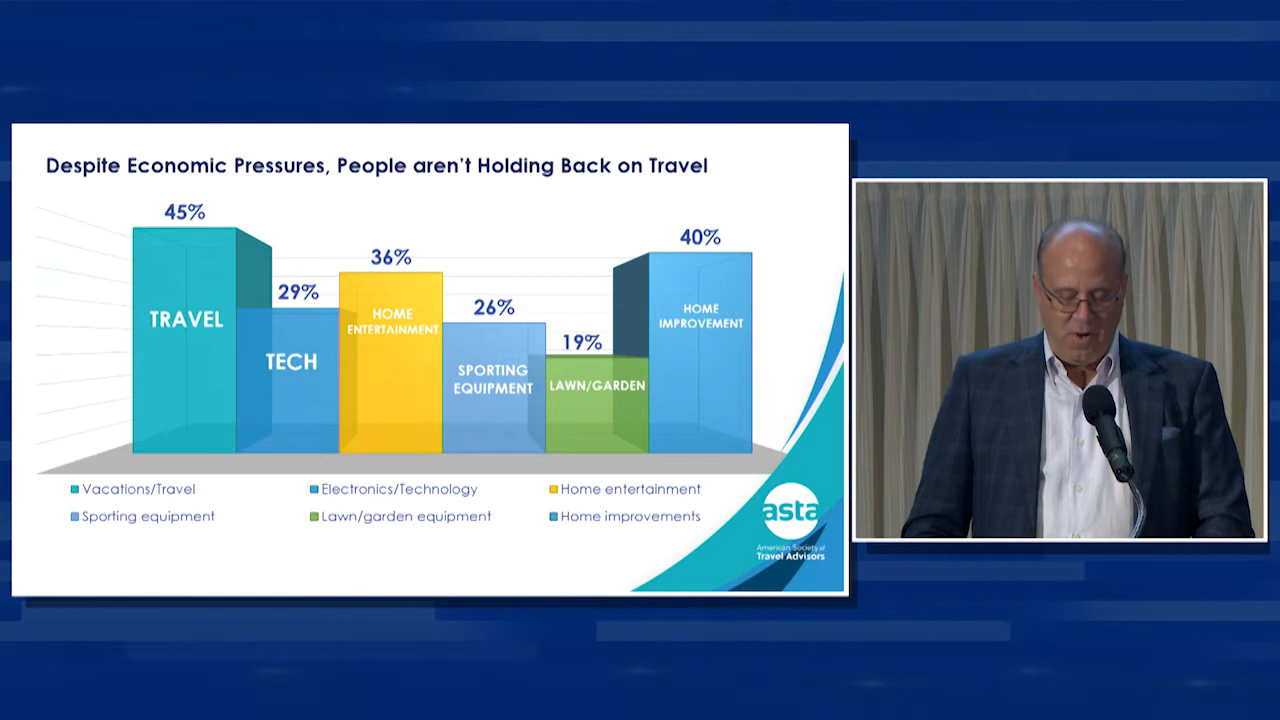 Despite Economic Pressures, People aren't Holding Back on Travel
45%
29%
36%
26%
19%
40%
TRAVEL
TECH
HOME
ENTERTAINMENT
SPORTING
EQUIPMENT
LAWN/GARDEN
HOME
IMPROVEMENT
Vacations/Travel
Electronics/Technology
Home entertainment
Sporting equipment
Lawn/garden equipment
Home improvements
asta
American Society of
Travel Advisors